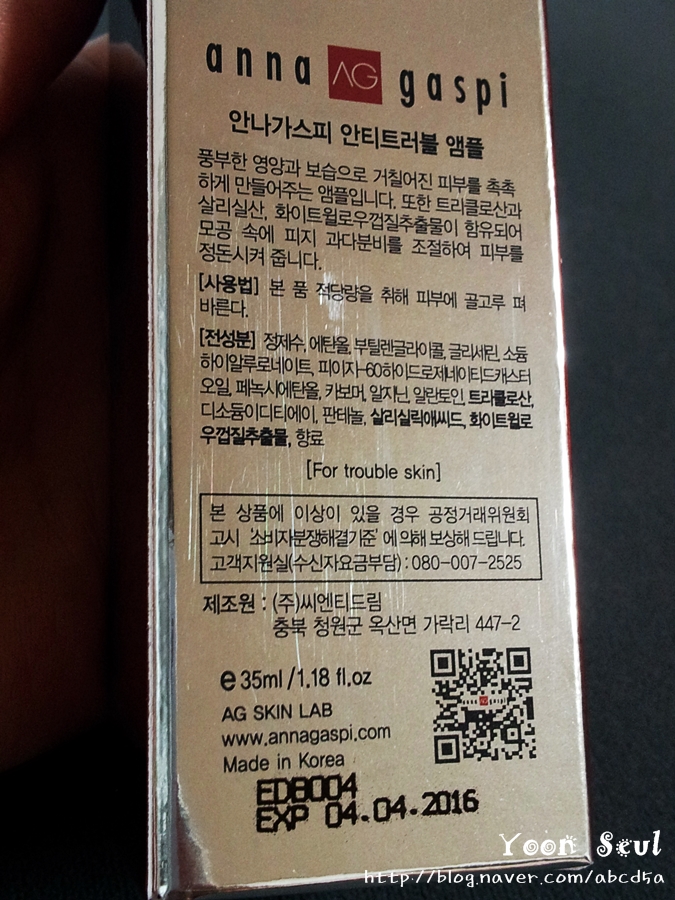 anna AG gaspi
안나가스피 안티트러블 앰플
풍부한 영양과 보습으로 거칠어진 피부를 촉촉
하게 만들어주는 앰플입니다. 또한 트리클로산과
살리실산, 화이트윌로우껍질추출물이 함유되어
모공 속에 피지 과다분비를 조절하여 피부를
정돈시켜 줍니다.
[사용법] 본 품 적당량을 취해 피부에 골고루 펴
바른다.
[전성분] 정제수, 에탄올, 부틸렌글라이콜, 글리세린, 소듐
하이알루로네이트, 피이지-60하이드로제네이티드캐스터
오일, 페녹시에탄올, 카보머, 알지닌, 알란토인, 트리클로산,
디소듐이디티에이, 판테놀, 살리실릭애씨드, 화이트윌로
우껍질추출물, 향료
[For trouble skin]
본 상품에 이상이 있을 경우 공정거래위원회
고시 '소비자분쟁해결기준' 에 의해 보상해 드립니다.
고객지원실(수신자요금부담) : 080-007-2525
제조원 : (주)씨엔티드림
충북 청원군 옥산면 가락리 447-2
e 35ml / 1.18 fl.oz
AG SKIN LAB
www.annagaspi.com
Made in Korea
EDB004
EXP 04.04.2016
Yoon Seul
http://blog.naver.com/abcd5a